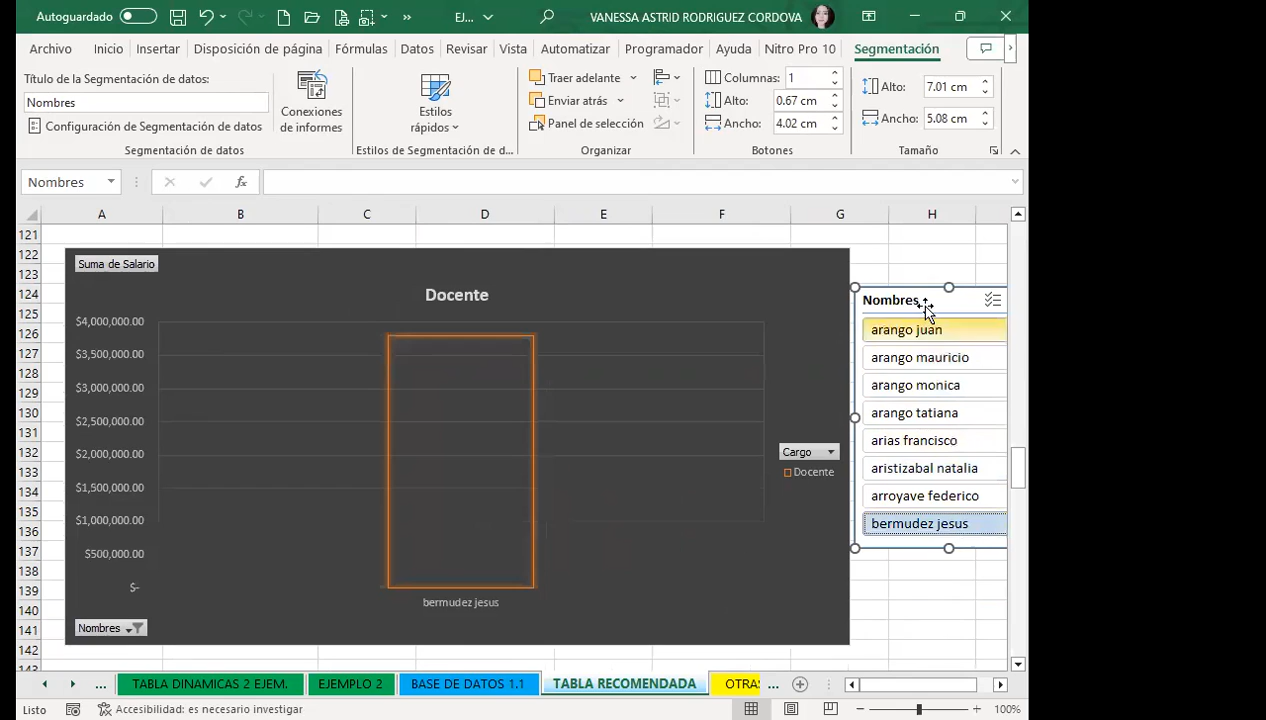 Autoguardado
EJ...
VANESSA ASTRID RODRIGUEZ CORDOVA
Archivo Inicio Insertar Disposición de página Fórmulas Datos Revisar Vista Automatizar Programador Ayuda Nitro Pro 10 Segmentación
Título de la Segmentación de datos:
Nombres
Configuración de Segmentación de datos
Segmentación de datos
Conexiones
de informes
Estilos
rápidos
Estilos de Segmentación de d...
Traer adelante
Enviar atrás
Panel de selección
Organizar
Columnas: 1
Alto: 0.67 cm
Ancho: 4.02 cm
Botones
Alto: 7.01 cm
Ancho: 5.08 cm
Tamaño
Nombres
fx
A B C D E F G H
121
122
123
124
125
126
127
128
129
130
131
132
133
134
135
136
137
138
139
140
141
142
143
Suma de Salario
Docente
$4,000,000.00
$3,500,000.00
$3,000,000.00
$2,500,000.00
$2,000,000.00
$1,500,000.00
$1,000,000.00
$500,000.00
$-
bermudez jesus
Nombres
Cargo
Docente
Nombres
arango juan
arango mauricio
arango monica
arango tatiana
arias francisco
aristizabal natalia
arroyave federico
bermudez jesus
... TABLA DINAMICAS 2 EJEM. EJEMPLO 2 BASE DE DATOS 1.1 TABLA RECOMENDADA OTRAS ...
Listo
Accesibilidad: es necesario investigar
100%